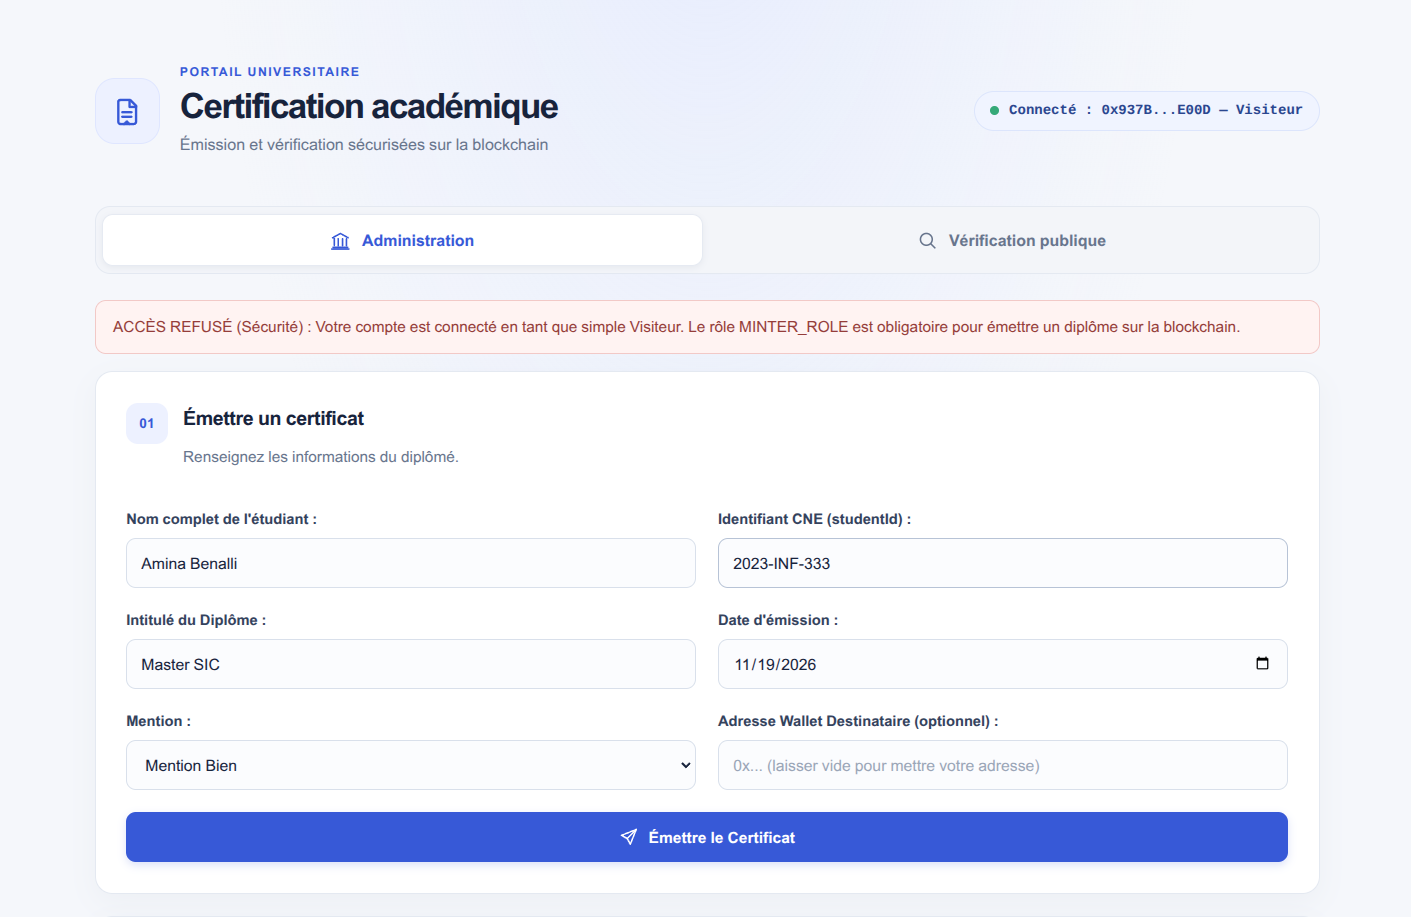 PORTAIL UNIVERSITAIRE
Certification académique
Émission et vérification sécurisées sur la blockchain
Connecté : 0x937B...E00D — Visiteur
Administration
Vérification publique
ACCÈS REFUSÉ (Sécurité) : Votre compte est connecté en tant que simple Visiteur. Le rôle MINTER_ROLE est obligatoire pour émettre un diplôme sur la blockchain.
01
Émettre un certificat
Renseignez les informations du diplômé.
Nom complet de l'étudiant :
Amina Benalli
Identifiant CNE (studentId) :
2023-INF-333
Intitulé du Diplôme :
Master SIC
Date d'émission :
11/19/2026
Mention :
Mention Bien
Adresse Wallet Destinataire (optionnel) :
0x... (laisser vide pour mettre votre adresse)
Émettre le Certificat